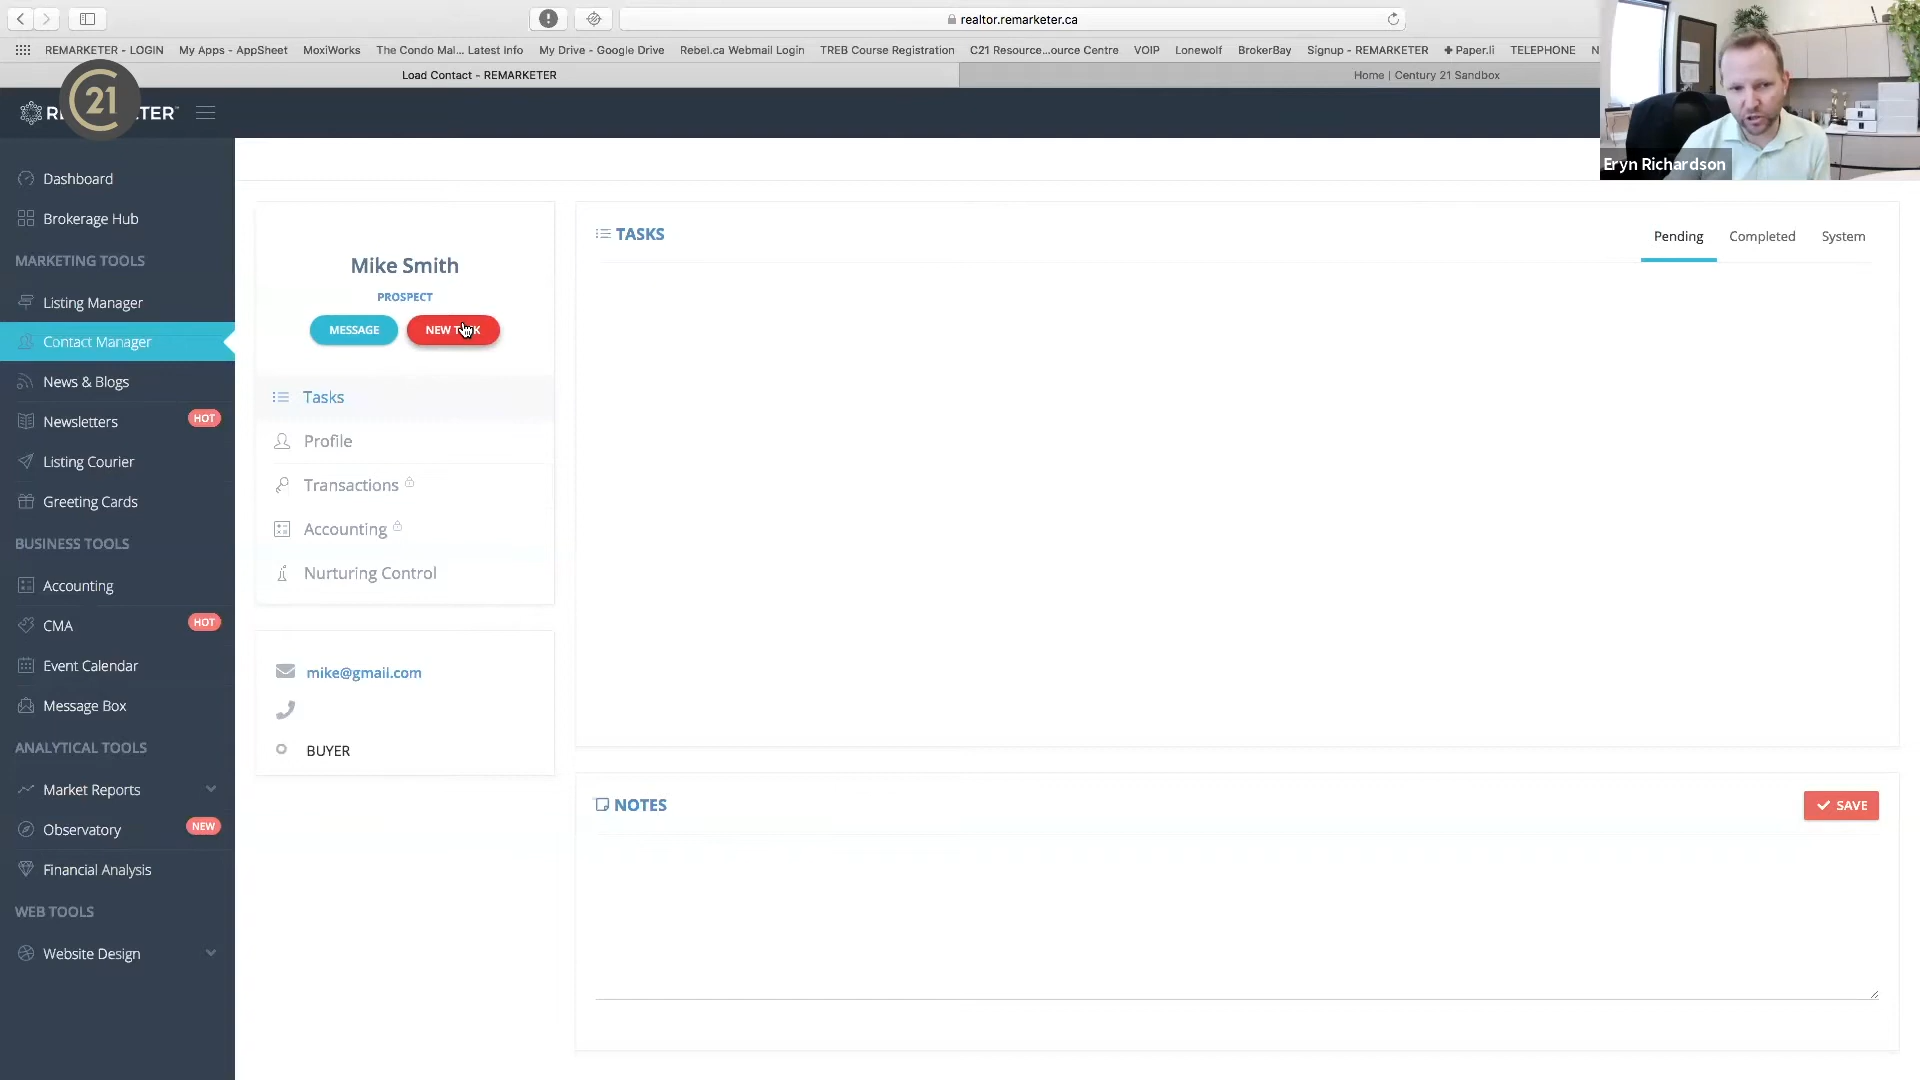 realtor.remarketer.ca
REMARKETER - LOGIN My Apps - AppSheet MoxiWorks The Condo Mal... Latest Info My Drive - Google Drive Rebel.ca Webmail Login TREB Course Registration C21 Resource...ource Centre VOIP Lonewolf BrokerBay Signup - REMARKETER Paper.li TELEPHONE N
Load Contact - REMARKETER Home | Century 21 Sandbox
21
TER
Eryn Richardson
Dashboard
Brokerage Hub
MARKETING TOOLS
Listing Manager
Contact Manager
News & Blogs
Newsletters HOT
Listing Courier
Greeting Cards
BUSINESS TOOLS
Accounting
CMA HOT
Event Calendar
Message Box
ANALYTICAL TOOLS
Market Reports
Observatory NEW
Financial Analysis
WEB TOOLS
Website Design
Mike Smith
PROSPECT
MESSAGE NEW TASK
Tasks
Profile
Transactions
Accounting
Nurturing Control
mike@gmail.com
BUYER
TASKS
Pending Completed System
NOTES
SAVE